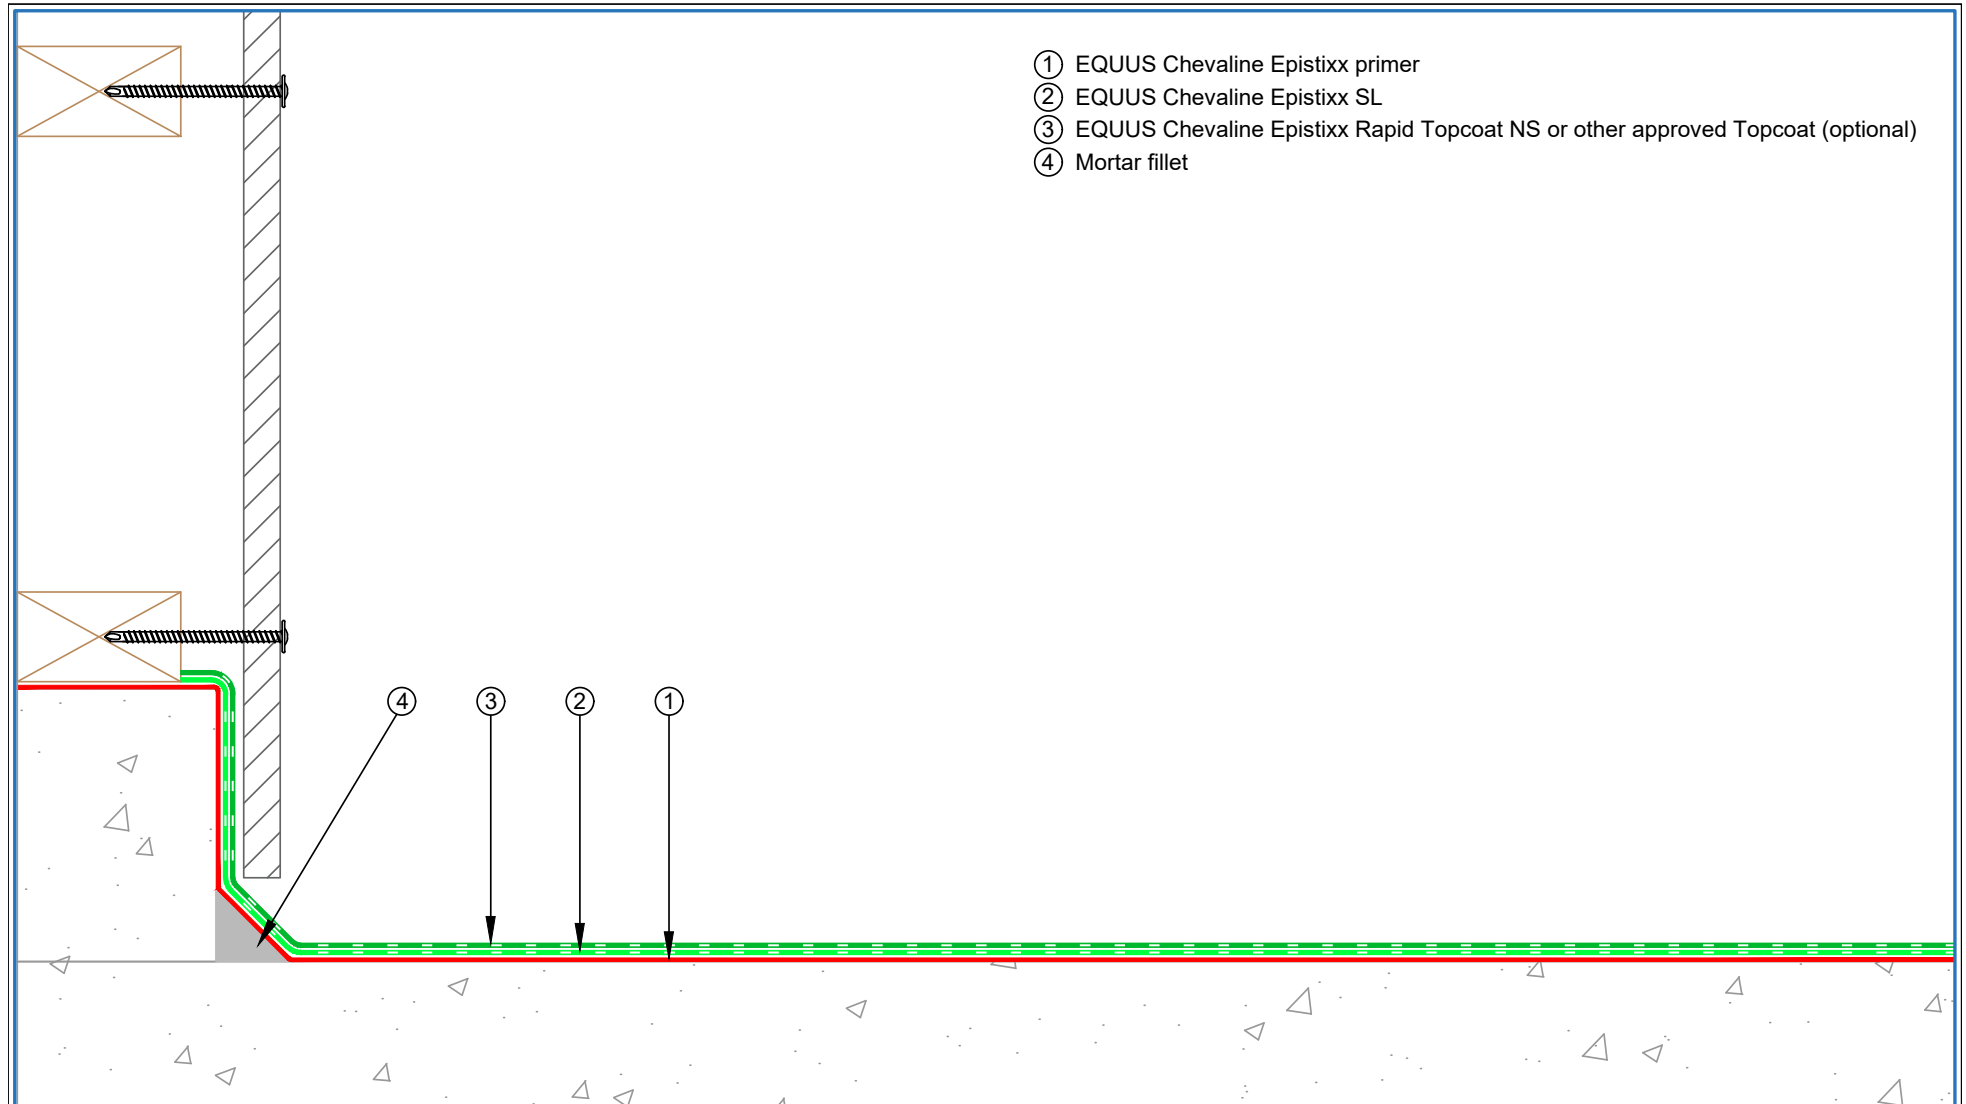 1 EQUUS Chevaline Epistixx primer
2 EQUUS Chevaline Epistixx SL
3 EQUUS Chevaline Epistixx Rapid Topcoat NS or other approved Topcoat (optional)
4 Mortar fillet
4 3 2 1